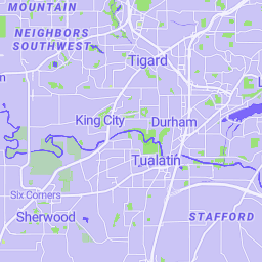 MOUNTAIN
NEIGHBORS
SOUTHWEST
Tigard
King City
Durham
Tualatin
Six Corners
Sherwood
STAFFORD